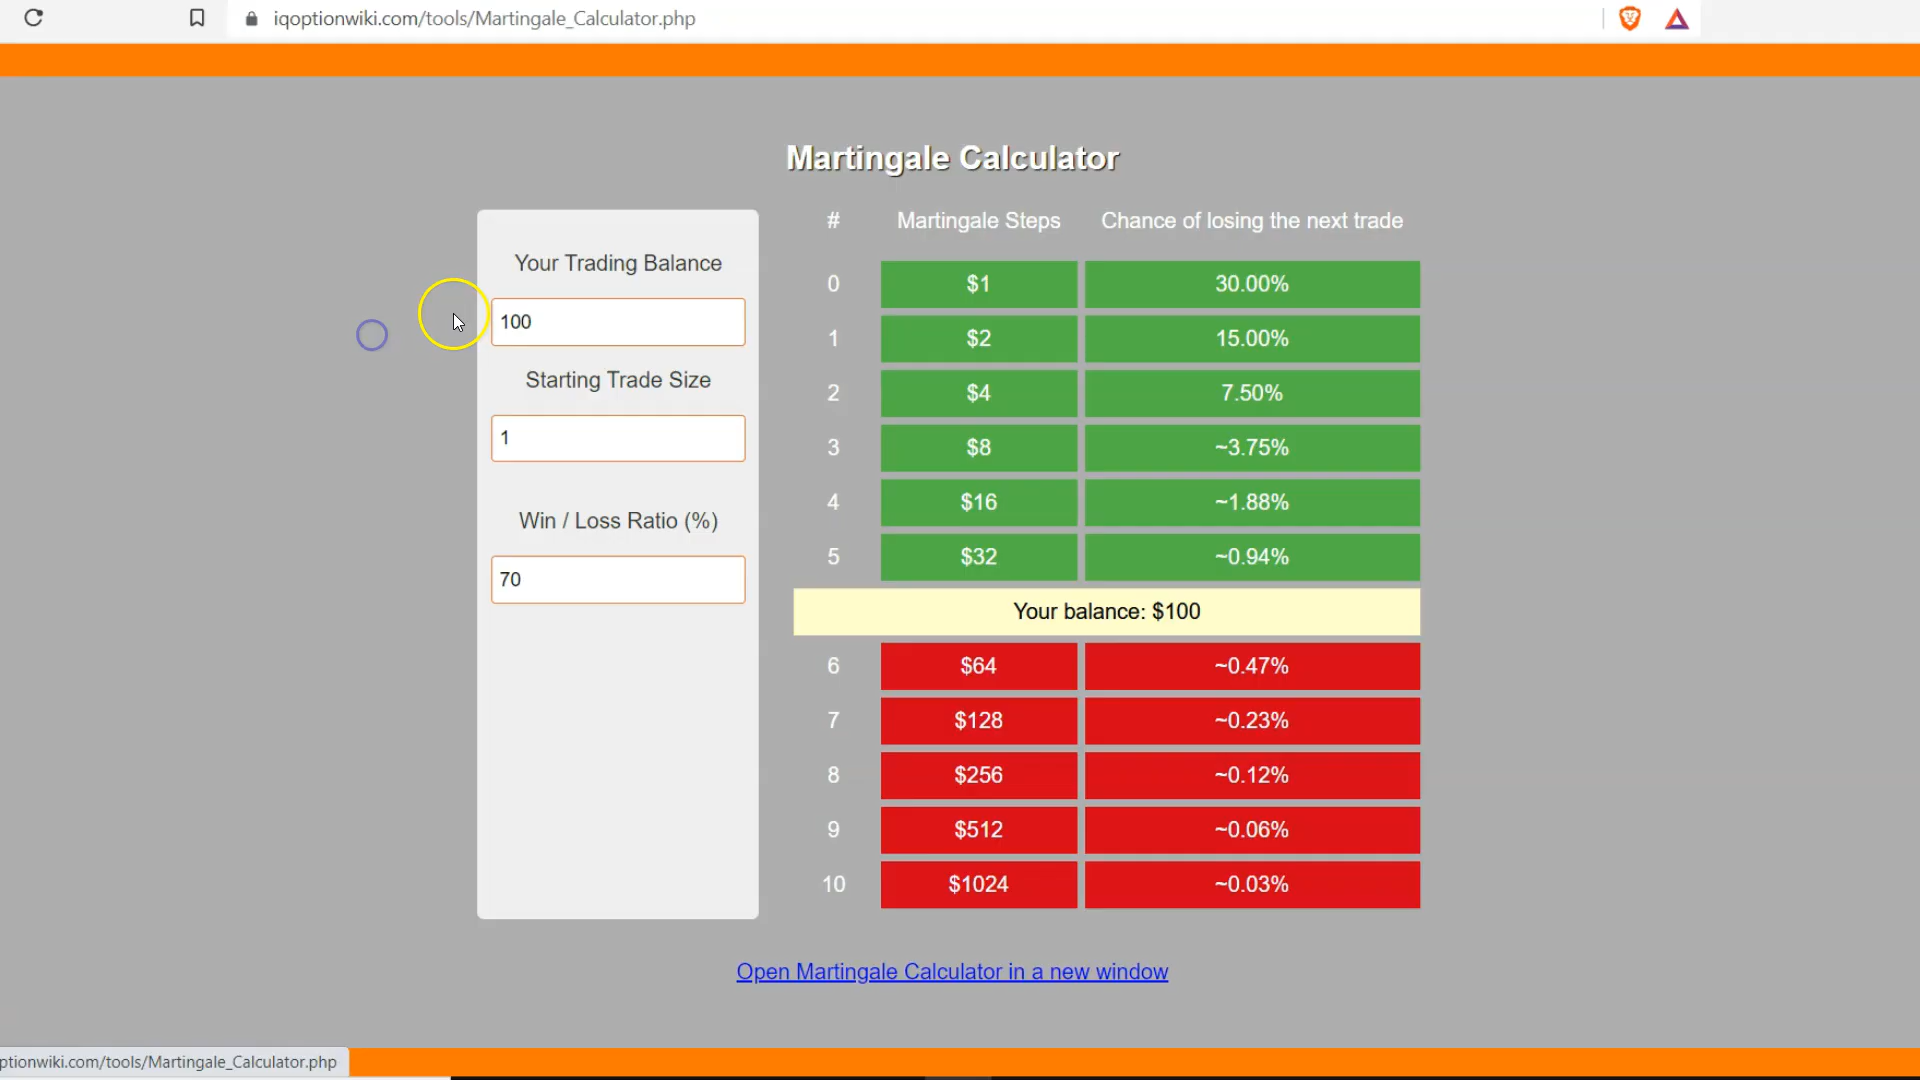 iqoptionwiki.com/tools/Martingale_Calculator.php
Martingale Calculator
Your Trading Balance
100
Starting Trade Size
1
Win / Loss Ratio (%)
70
# Martingale Steps Chance of losing the next trade
0 $1 30.00%
1 $2 15.00%
2 $4 7.50%
3 $8 ~3.75%
4 $16 ~1.88%
5 $32 ~0.94%
Your balance: $100
6 $64 ~0.47%
7 $128 ~0.23%
8 $256 ~0.12%
9 $512 ~0.06%
10 $1024 ~0.03%
Open Martingale Calculator in a new window
ptionwiki.com/tools/Martingale_Calculator.php